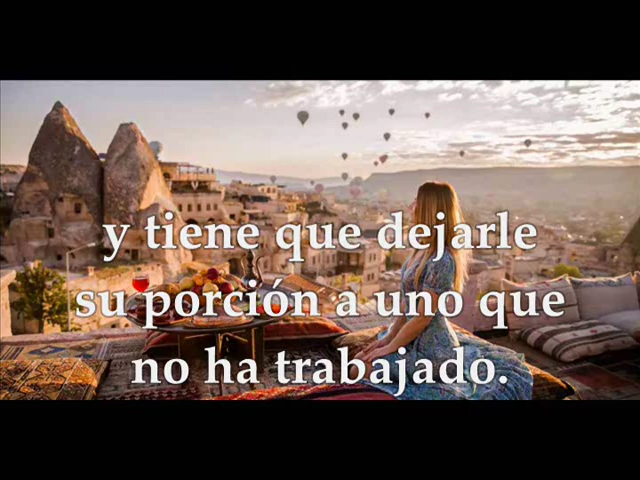 y tiene que dejarle
su porción a uno que
no ha trabajado.